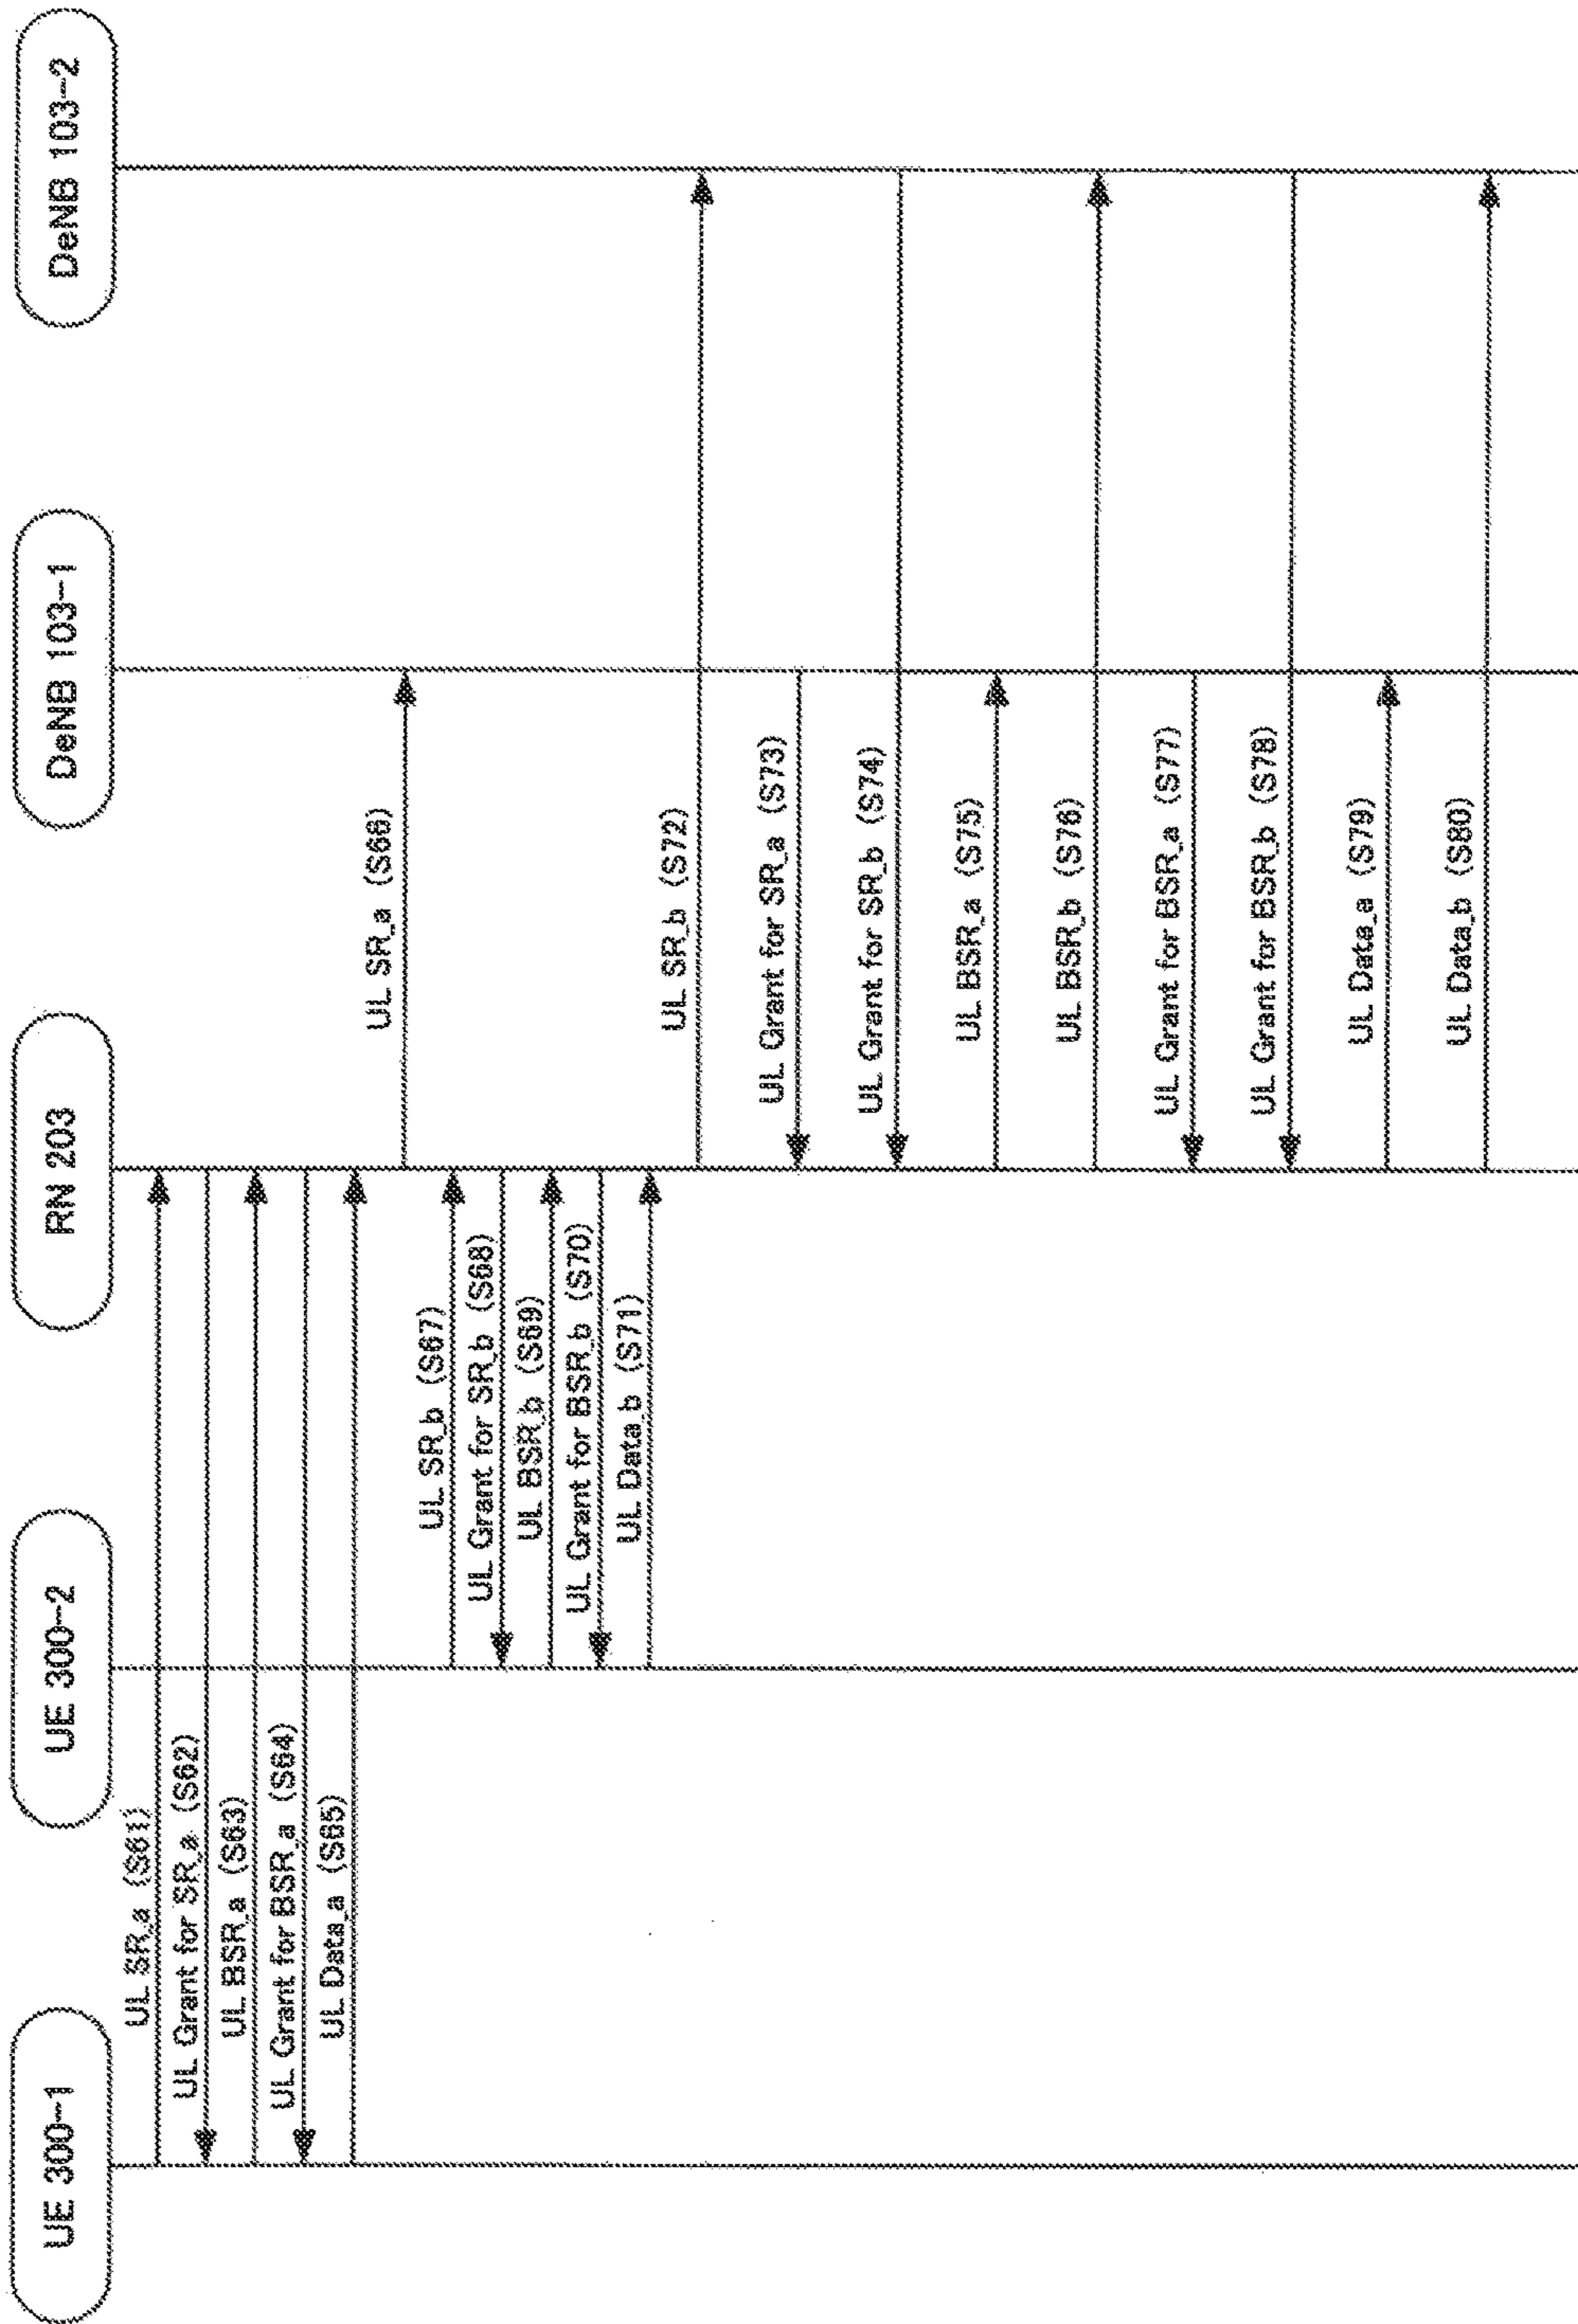 UE 300-1
UE 300-2
RN 203
DeNB 103-1
DeNB 103-2
UL SR_a (S61)
UL Grant for SR_a (S62)
UL BSR_a (S63)
UL Grant for BSR_a (S64)
UL Data_a (S65)
UL SR_a (S66)
UL SR_b (S67)
UL Grant for SR_b (S68)
UL BSR_b (S69)
UL Grant for BSR_b (S70)
UL Data_b (S71)
UL SR_b (S72)
UL Grant for SR_a (S73)
UL Grant for SR_b (S74)
UL BSR_a (S75)
UL BSR_b (S76)
UL Grant for BSR_a (S77)
UL Grant for BSR_b (S78)
UL Data_a (S79)
UL Data_b (S80)